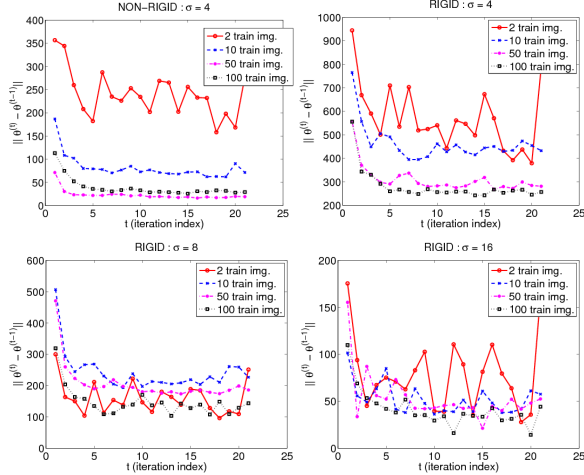 NON−RIGID : σ = 4
400
350
300
250
200
150
100
50
0
0 5 10 15 20 25
t (iteration index)
|| θ(t) − θ(t−1)||
2 train img.
10 train img.
50 train img.
100 train img.
RIGID : σ = 4
1000
900
800
700
600
500
400
300
200
0 5 10 15 20 25
t (iteration index)
|| θ(t) − θ(t−1)||
2 train img.
10 train img.
50 train img.
100 train img.
RIGID : σ = 8
600
500
400
300
200
100
0
0 5 10 15 20 25
t (iteration index)
|| θ(t) − θ(t−1)||
2 train img.
10 train img.
50 train img.
100 train img.
RIGID : σ = 16
200
150
100
50
0
0 5 10 15 20 25
t (iteration index)
|| θ(t) − θ(t−1)||
2 train img.
10 train img.
50 train img.
100 train img.